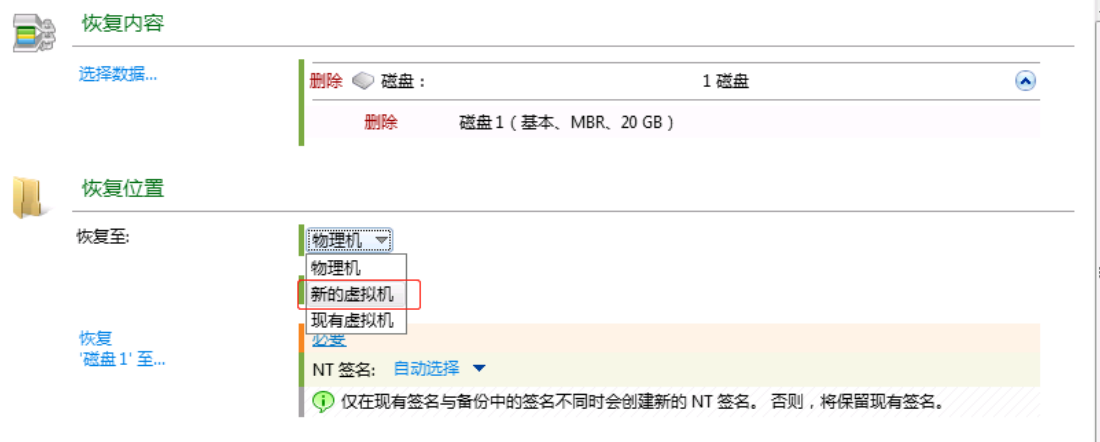 恢复内容
选择数据...
删除 磁盘： 1 磁盘
删除 磁盘1（基本、MBR、20 GB）
恢复位置
恢复至: 物理机
物理机
新的虚拟机
现有虚拟机
恢复
'磁盘1' 至...
必要
NT 签名: 自动选择
仅在现有签名与备份中的签名不同时会创建新的 NT 签名。 否则，将保留现有签名。